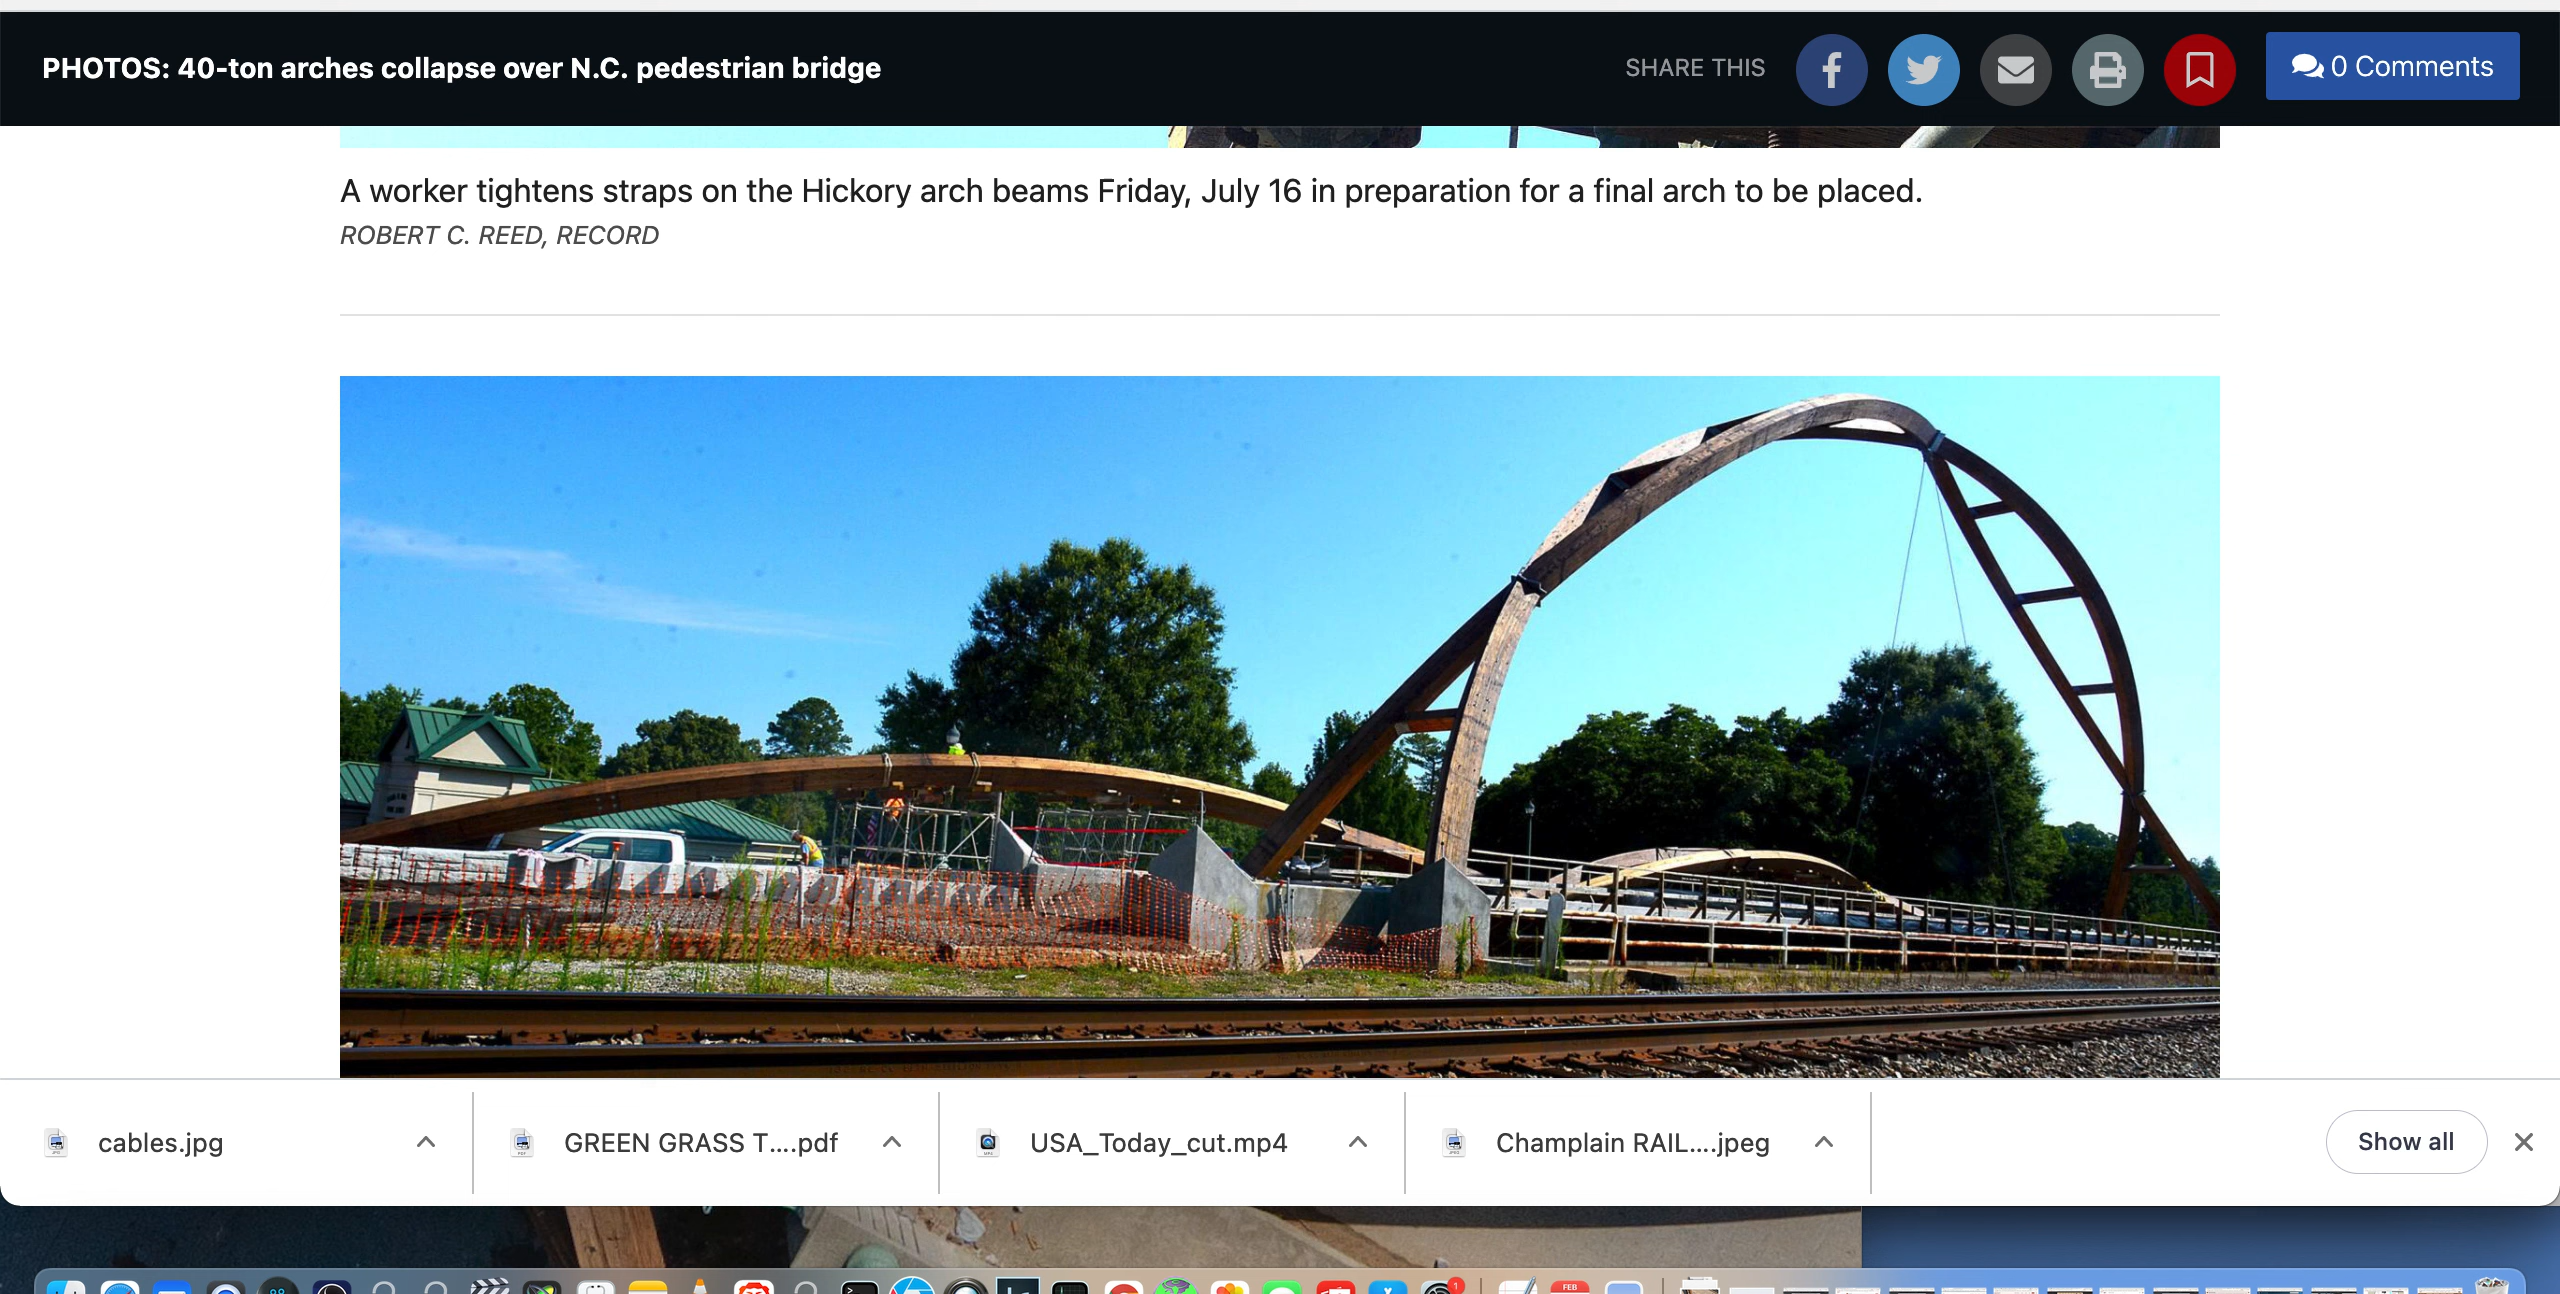 PHOTOS: 40-ton arches collapse over N.C. pedestrian bridge
SHARE THIS
0 Comments
A worker tightens straps on the Hickory arch beams Friday, July 16 in preparation for a final arch to be placed.
ROBERT C. REED, RECORD
cables.jpg
GREEN GRASS T....pdf
USA_Today_cut.mp4
Champlain RAIL....jpeg
Show all
1
FEB